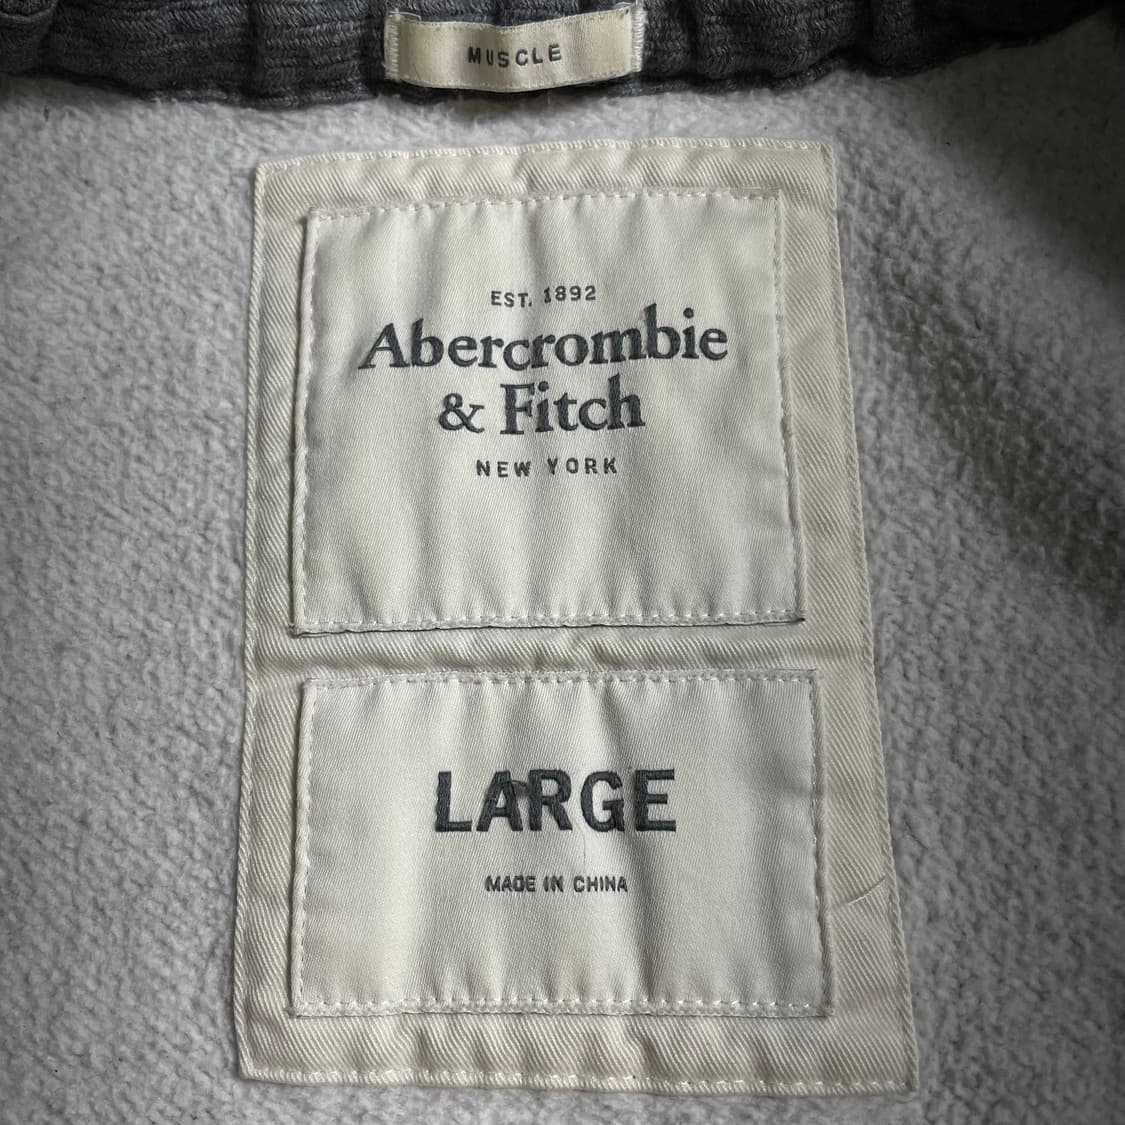 MUSCLE
EST. 1892
Abercrombie
& Fitch
NEW YORK
LARGE
MADE IN CHINA